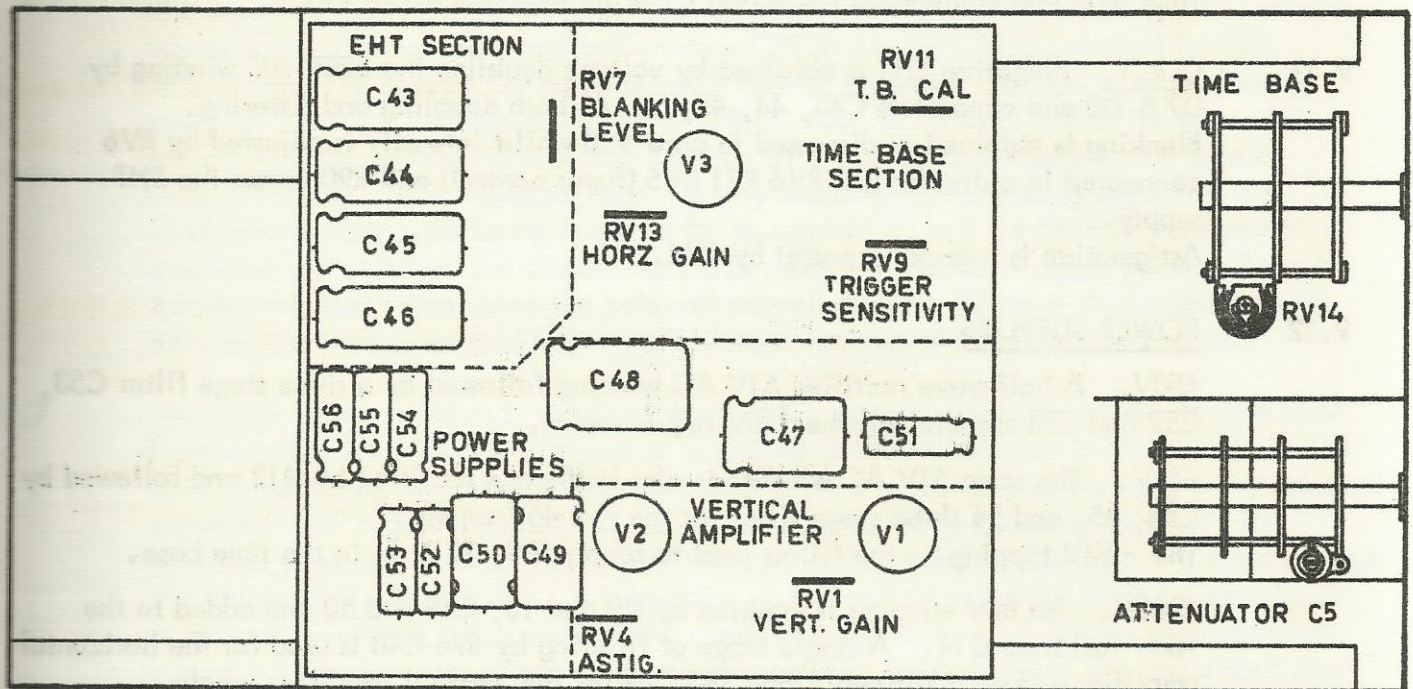 EHT SECTION
C43
C44
C45
C46
RV7
BLANKING
LEVEL
V3
RV13
HORZ GAIN
RV11
T.B. CAL
TIME BASE
SECTION
RV9
TRIGGER
SENSITIVITY
TIME BASE
RV14
C48
C47
C51
C56
C55
C54
POWER
SUPPLIES
C53
C52
C50
C49
V2
VERTICAL
AMPLIFIER
V1
RV1
VERT. GAIN
RV4
ASTIG.
ATTENUATOR C5